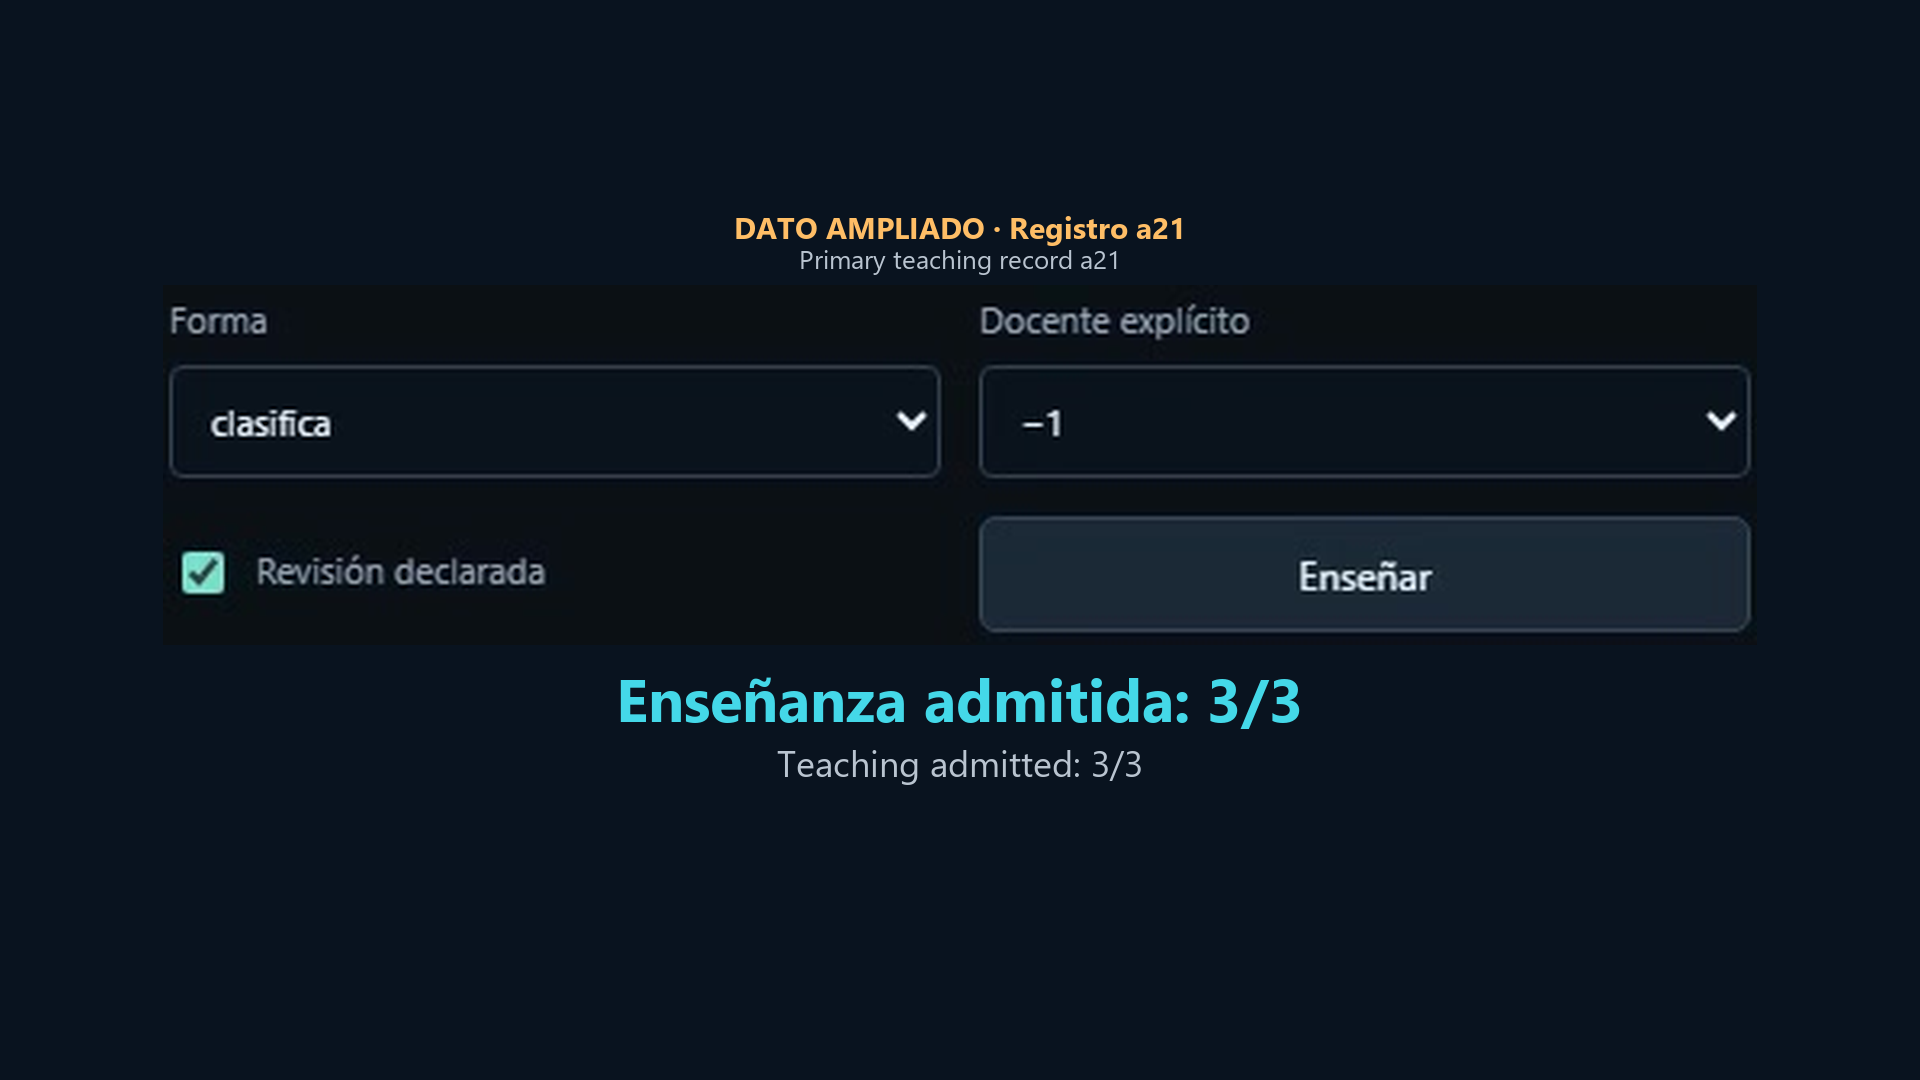 DATO AMPLIADO · Registro a21
Primary teaching record a21
Forma
Docente explícito
clasifica
−1
Revisión declarada
Enseñar
Enseñanza admitida: 3/3
Teaching admitted: 3/3